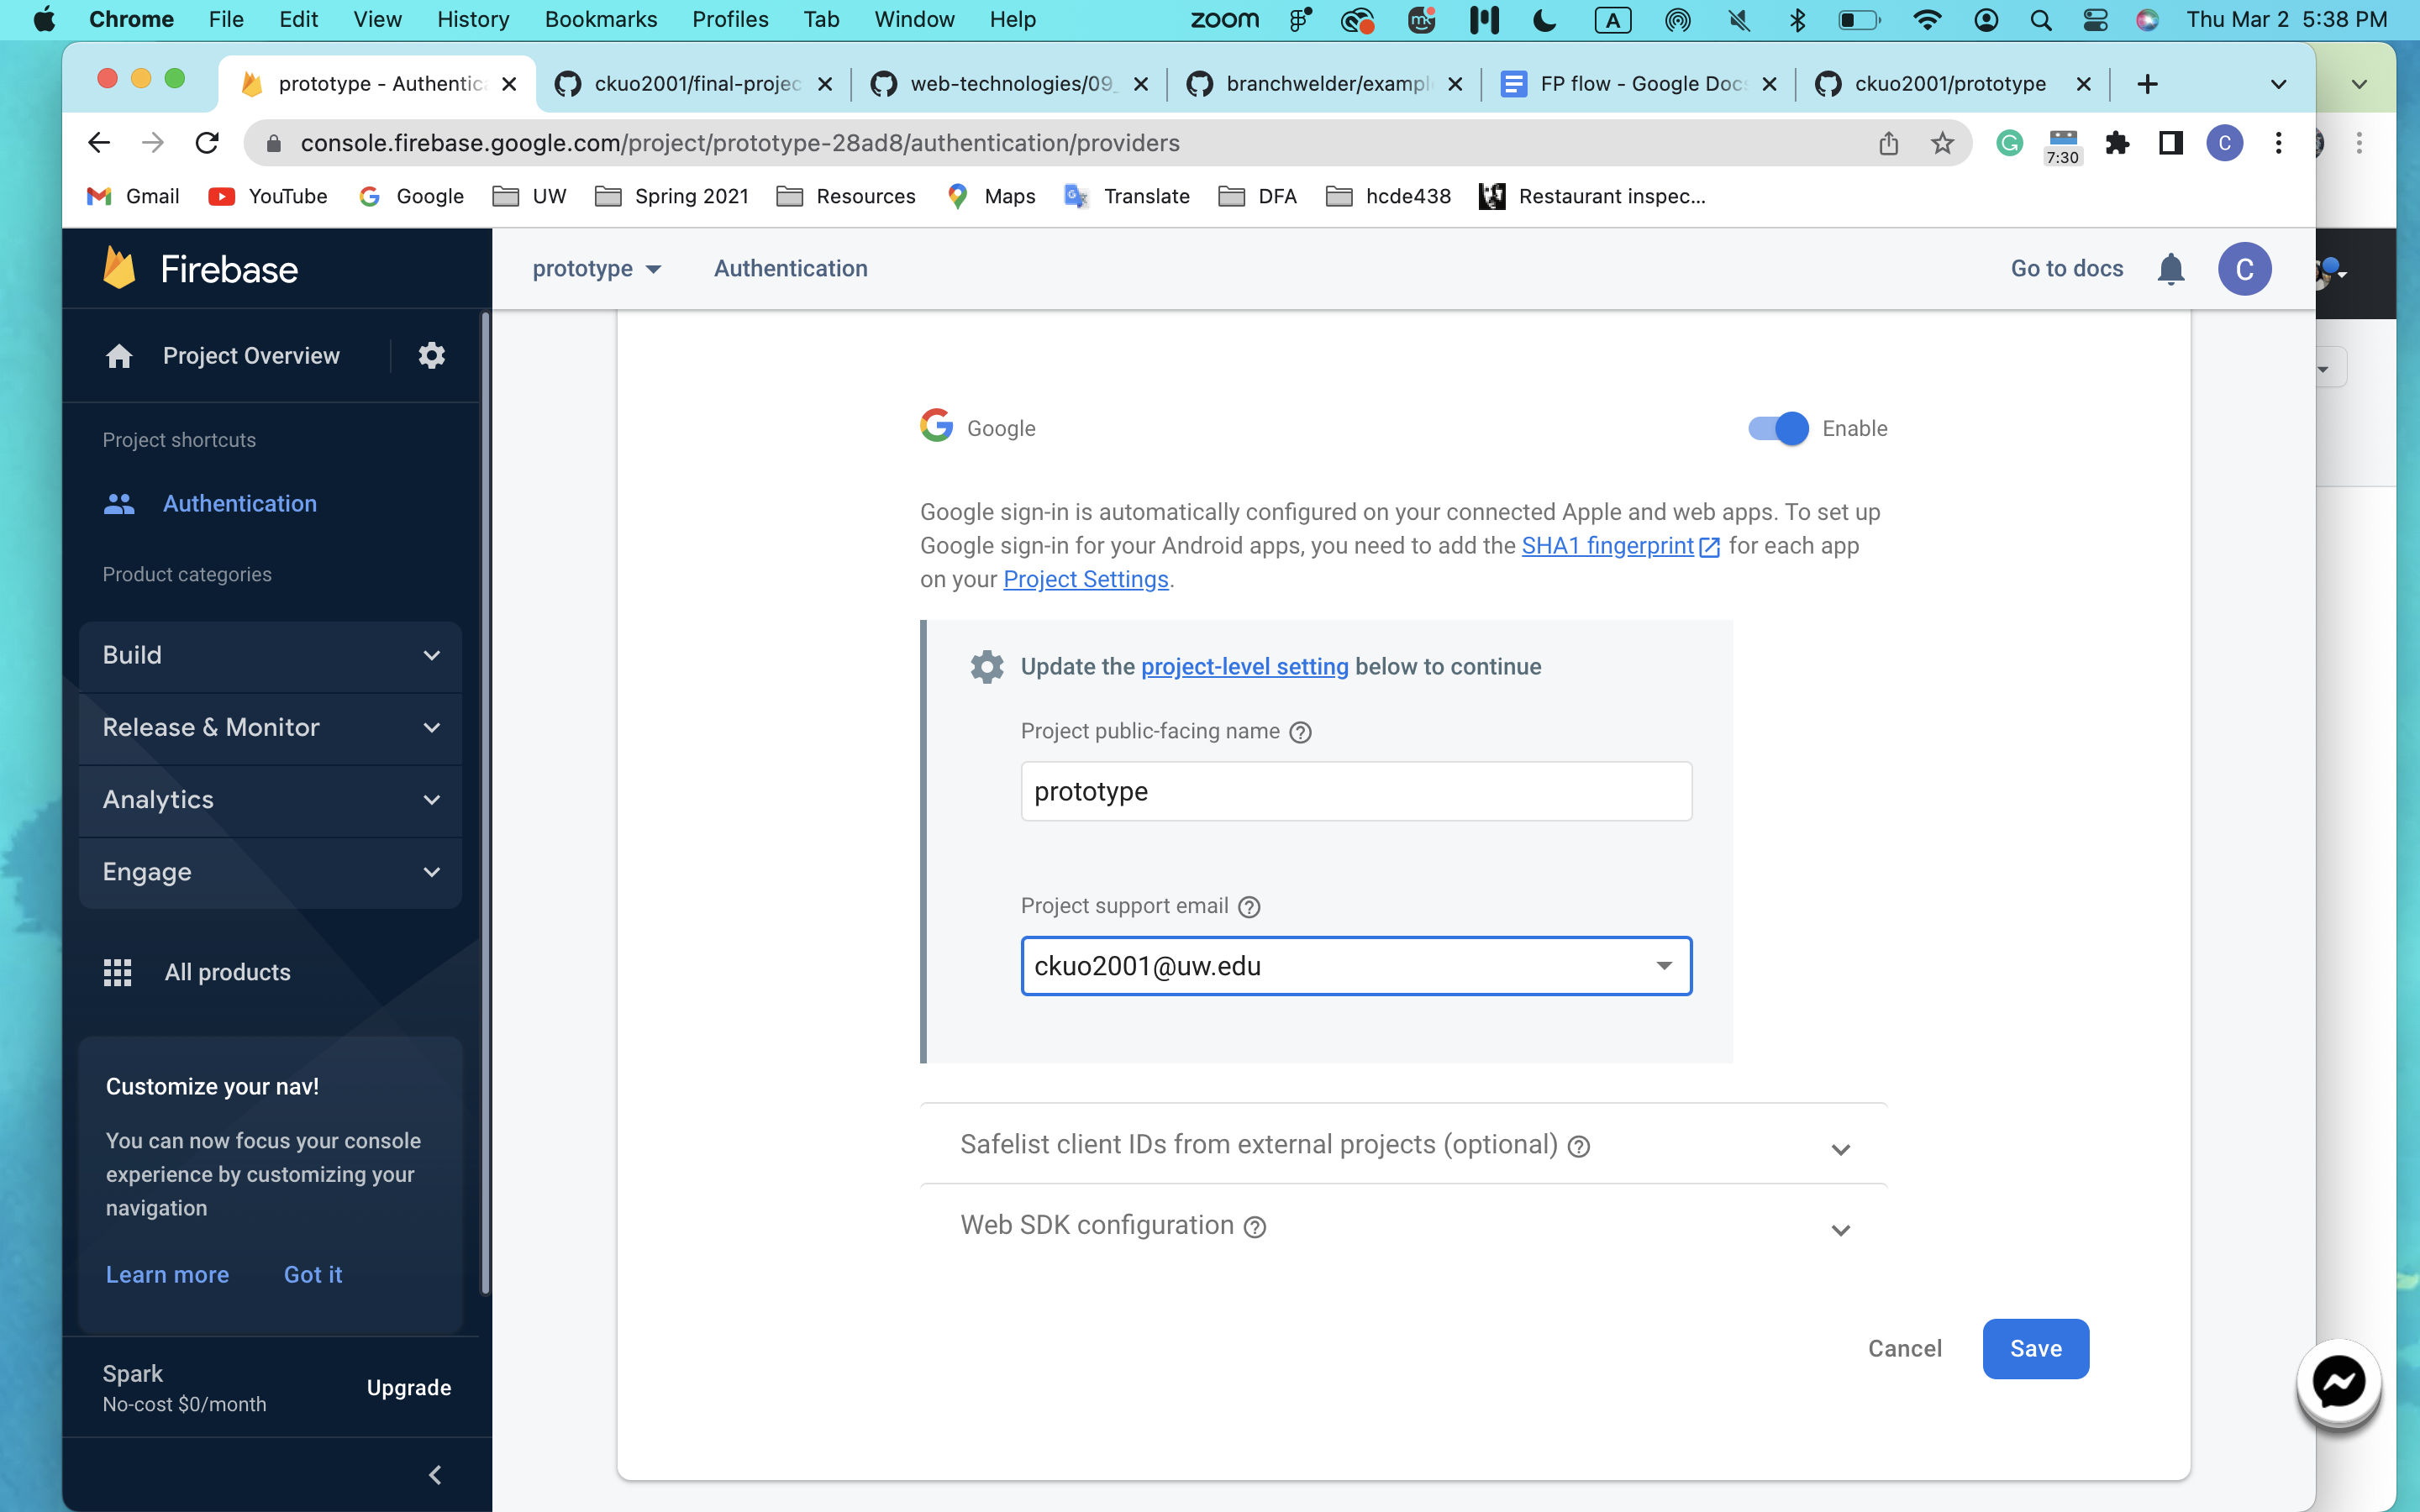 Chrome File Edit View History Bookmarks Profiles Tab Window Help zoom A Thu Mar 2 5:38 PM
prototype - Authentic ckuo2001/final-projec web-technologies/09_ branchwelder/exampl FP flow - Google Docs ckuo2001/prototype
console.firebase.google.com/project/prototype-28ad8/authentication/providers 7:30 C
Gmail YouTube Google UW Spring 2021 Resources Maps Translate DFA hcde438 Restaurant inspec...
Firebase
prototype Authentication Go to docs C
Project Overview
Project shortcuts
Authentication
Product categories
Build
Release & Monitor
Analytics
Engage
All products
Customize your nav!
You can now focus your console
experience by customizing your
navigation
Learn more Got it
Spark
No-cost $0/month
Upgrade
Google Enable
Google sign-in is automatically configured on your connected Apple and web apps. To set up
Google sign-in for your Android apps, you need to add the SHA1 fingerprint for each app
on your Project Settings.
Update the project-level setting below to continue
Project public-facing name
prototype
Project support email
ckuo2001@uw.edu
Safelist client IDs from external projects (optional)
Web SDK configuration
Cancel Save